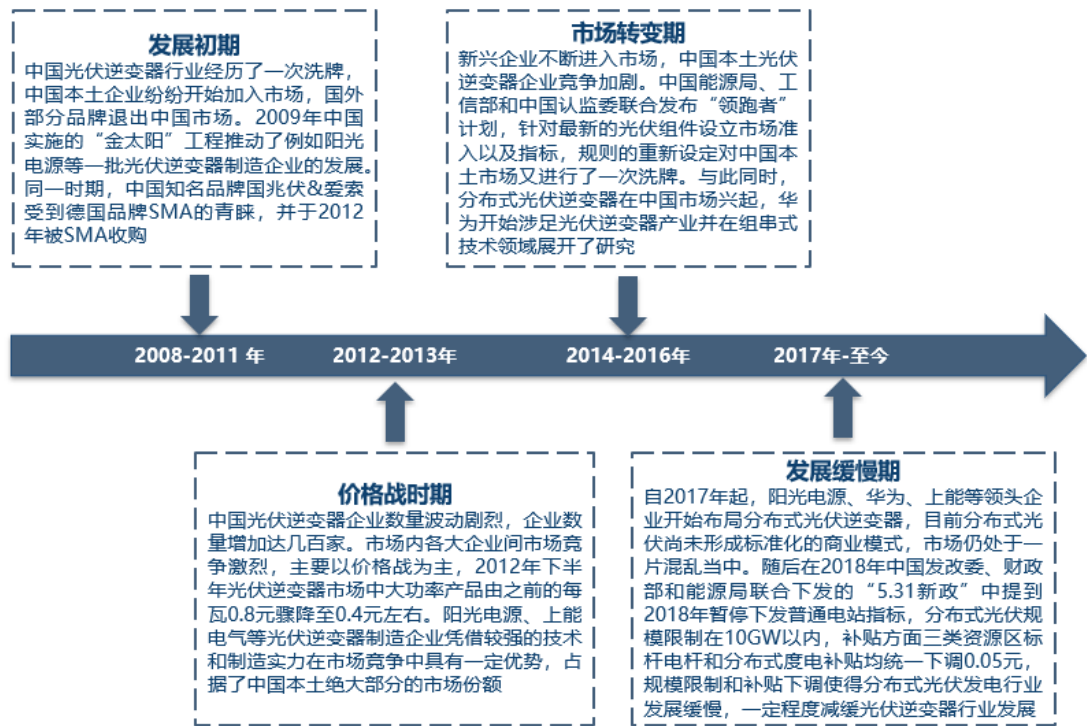 发展初期
中国光伏逆变器行业经历了一次洗牌，
中国本土企业纷纷开始加入市场，国外
部分品牌退出中国市场。2009年中国
实施的“金太阳”工程推动了例如阳光
电源等一批光伏逆变器制造企业的发展。
同一时期，中国知名品牌国兆伏&爱索
受到德国品牌SMA的青睐，并于2012
年被SMA收购
市场转变期
新兴企业不断进入市场，中国本土光伏
逆变器企业竞争加剧。中国能源局、工
信部和中国认监委联合发布“领跑者”
计划，针对最新的光伏组件设立市场准
入以及指标，规则的重新设定对中国本
土市场又进行了一次洗牌。与此同时，
分布式光伏逆变器在中国市场兴起，华
为开始涉足光伏逆变器产业并在组串式
技术领域展开了研究
2008-2011 年
2012-2013年
2014-2016年
2017年-至今
价格战时期
中国光伏逆变器企业数量波动剧烈，企业数
量增加达几百家。市场内各大企业间市场竞
争激烈，主要以价格战为主，2012年下半
年光伏逆变器市场中大功率产品由之前的每
瓦0.8元骤降至0.4元左右。阳光电源、上能
电气等光伏逆变器制造企业凭借较强的技术
和制造实力在市场竞争中具有一定优势，占
据了中国本土绝大部分的市场份额
发展缓慢期
自2017年起，阳光电源、华为、上能等领头企
业开始布局分布式光伏逆变器，目前分布式光
伏尚未形成标准化的商业模式，市场仍处于一
片混乱当中。随后在2018年中国发改委、财政
部和能源局联合下发的“5.31新政”中提到
2018年暂停下发普通电站指标，分布式光伏规
模限制在10GW以内，补贴方面三类资源区标
杆电杆和分布式度电补贴均统一下调0.05元，
规模限制和补贴下调使得分布式光伏发电行业
发展缓慢，一定程度减缓光伏逆变器行业发展